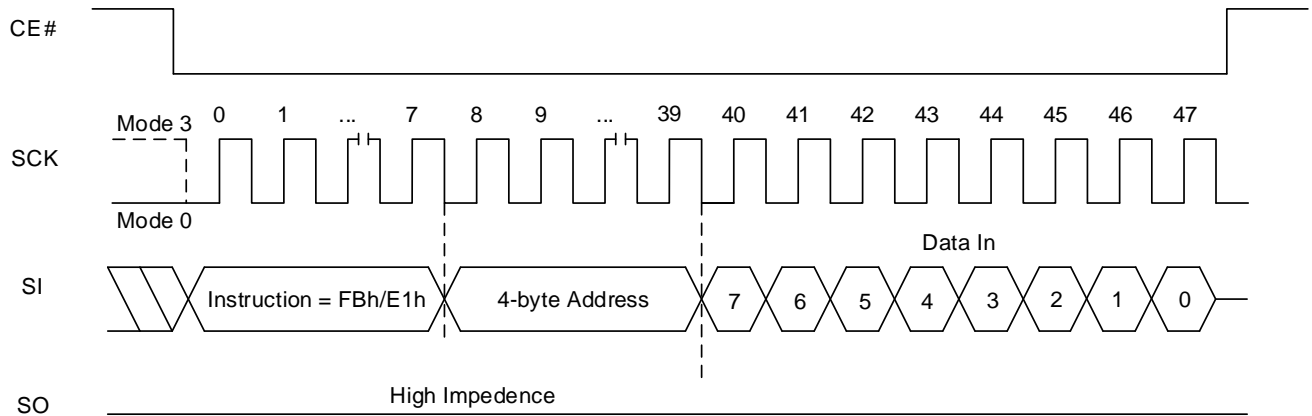 CE#
0 1 ... 7 8 9 ... 39 40 41 42 43 44 45 46 47
Mode 3
SCK
Mode 0
Data In
SI
Instruction = FBh/E1h 4-byte Address 7 6 5 4 3 2 1 0
High Impedence
SO